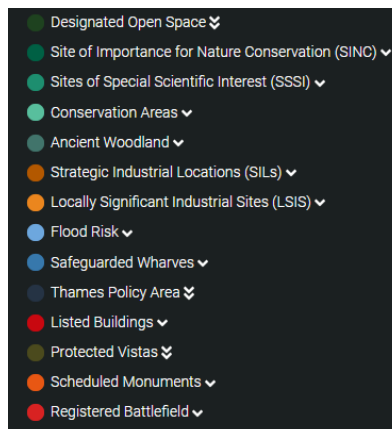 Designated Open Space
Site of Importance for Nature Conservation (SINC)
Sites of Special Scientific Interest (SSSI)
Conservation Areas
Ancient Woodland
Strategic Industrial Locations (SILs)
Locally Significant Industrial Sites (LSIS)
Flood Risk
Safeguarded Wharves
Thames Policy Area
Listed Buildings
Protected Vistas
Scheduled Monuments
Registered Battlefield